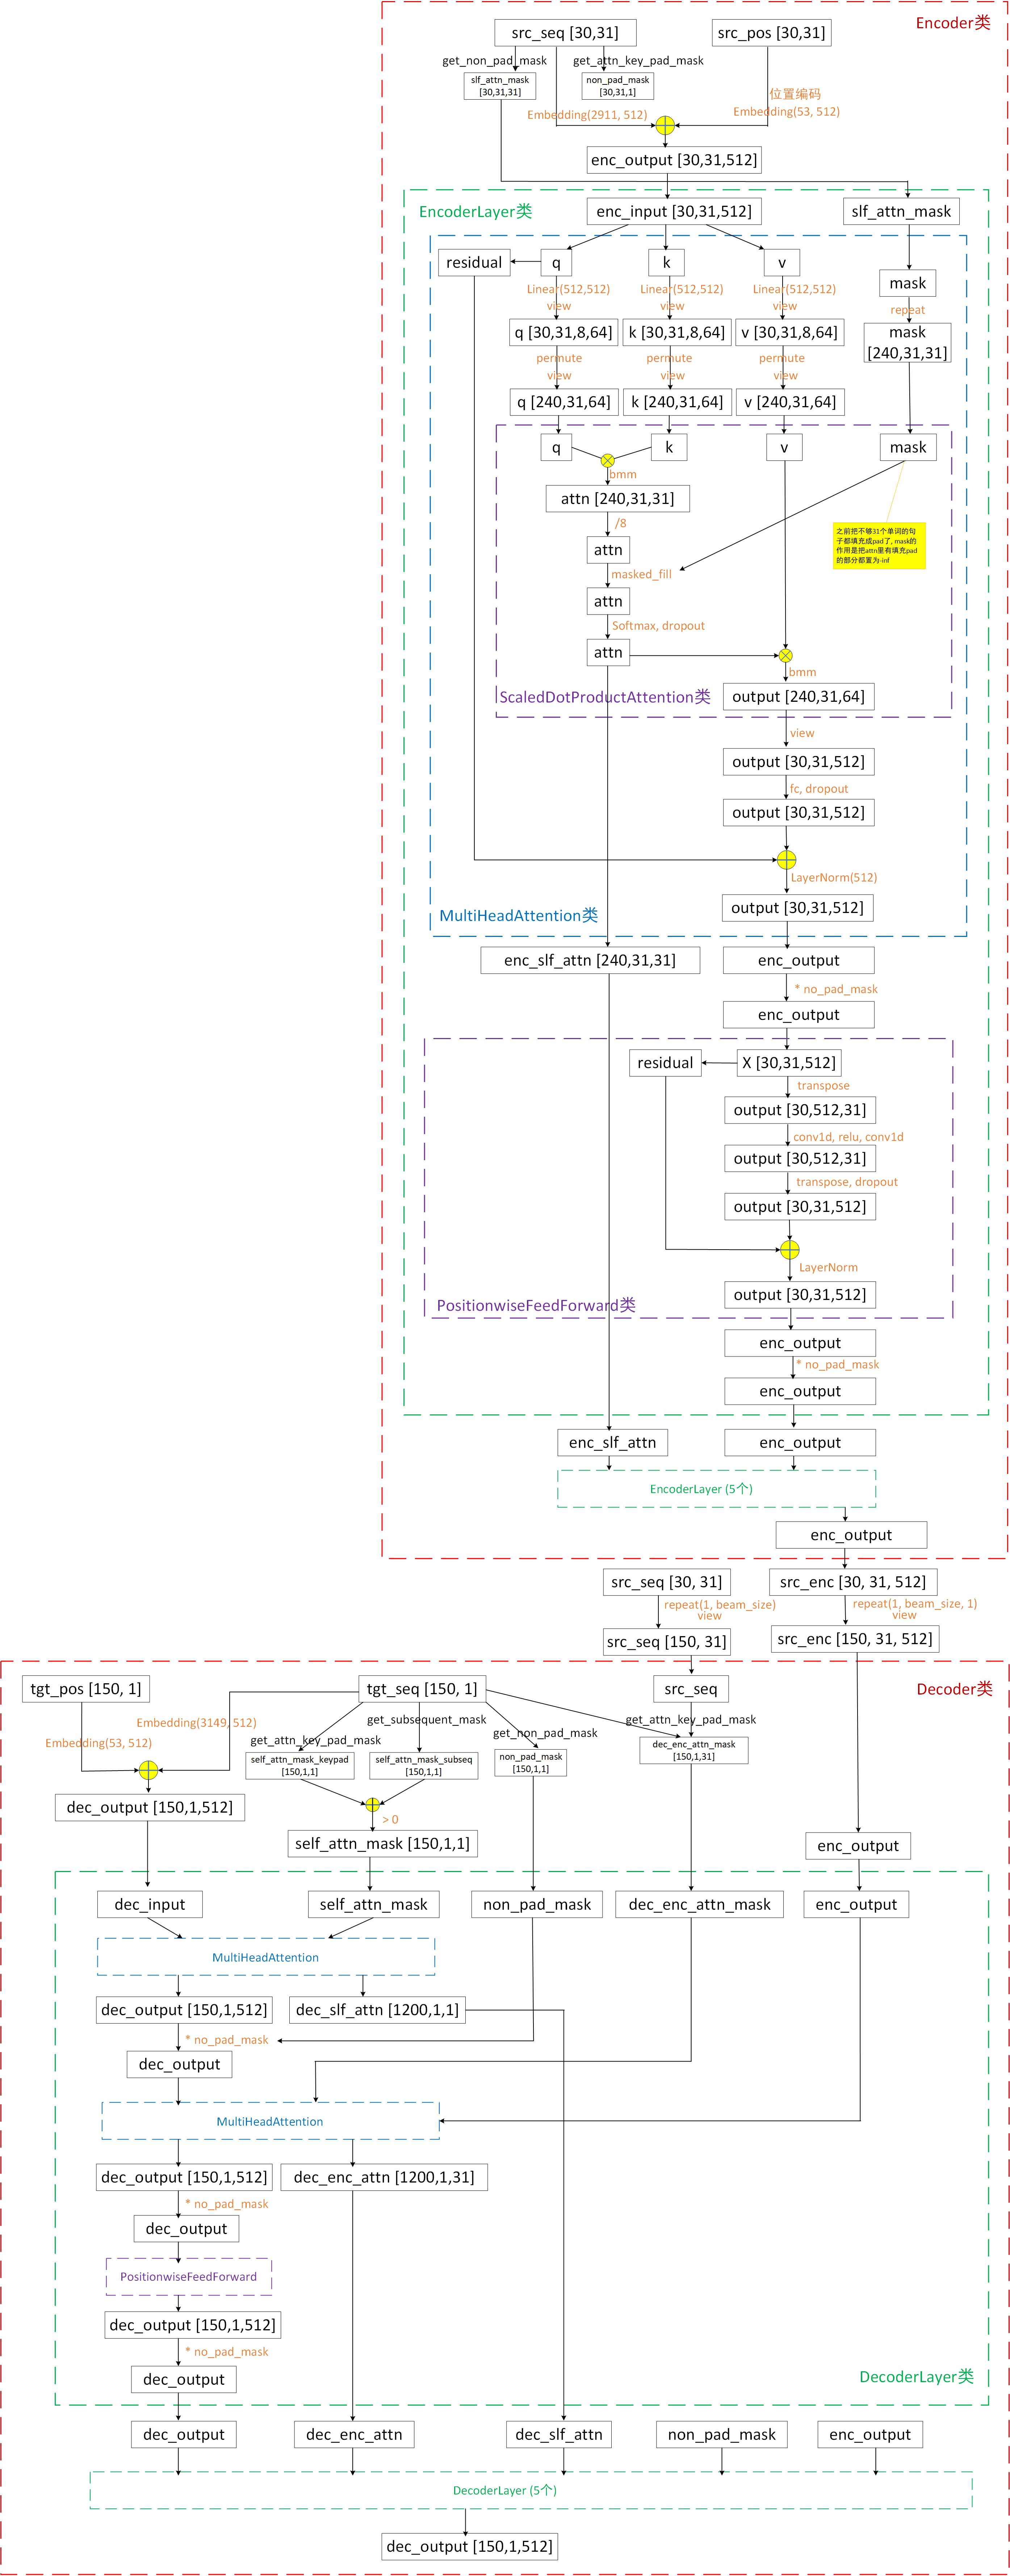 Encoder类
src_seq [30,31]
src_pos [30,31]
get_non_pad_mask
get_attn_key_pad_mask
slf_attn_mask
[30,31,31]
non_pad_mask
[30,31,1]
位置编码
Embedding(2911, 512)
Embedding(53, 512)
enc_output [30,31,512]
EncoderLayer类
enc_input [30,31,512]
slf_attn_mask
residual
q
k
v
mask
Linear(512,512)
view
Linear(512,512)
view
Linear(512,512)
view
repeat
q [30,31,8,64]
k [30,31,8,64]
v [30,31,8,64]
mask
[240,31,31]
permute
view
permute
view
permute
view
q [240,31,64]
k [240,31,64]
v [240,31,64]
q
k
v
mask
bmm
attn [240,31,31]
/8
之前把不够31个单词的句
子都填充成pad了, mask的
作用是把attn里有填充pad
的部分都置为-inf
attn
masked_fill
attn
Softmax, dropout
attn
bmm
ScaledDotProductAttention类
output [240,31,64]
view
output [30,31,512]
fc, dropout
output [30,31,512]
LayerNorm(512)
output [30,31,512]
MultiHeadAttention类
enc_slf_attn [240,31,31]
enc_output
* no_pad_mask
enc_output
residual
X [30,31,512]
transpose
output [30,512,31]
conv1d, relu, conv1d
output [30,512,31]
transpose, dropout
output [30,31,512]
LayerNorm
output [30,31,512]
PositionwiseFeedForward类
enc_output
* no_pad_mask
enc_output
enc_slf_attn
enc_output
EncoderLayer (5个)
enc_output
src_seq [30, 31]
src_enc [30, 31, 512]
repeat(1, beam_size)
view
repeat(1, beam_size, 1)
view
src_seq [150, 31]
src_enc [150, 31, 512]
Decoder类
tgt_pos [150, 1]
tgt_seq [150, 1]
src_seq
Embedding(3149, 512)
Embedding(53, 512)
get_subsequent_mask
get_attn_key_pad_mask
get_non_pad_mask
get_attn_key_pad_mask
self_attn_mask_keypad
[150,1,1]
self_attn_mask_subseq
[150,1,1]
non_pad_mask
[150,1,1]
dec_enc_attn_mask
[150,1,31]
dec_output [150,1,512]
> 0
self_attn_mask [150,1,1]
enc_output
dec_input
self_attn_mask
non_pad_mask
dec_enc_attn_mask
enc_output
MultiHeadAttention
dec_output [150,1,512]
dec_slf_attn [1200,1,1]
* no_pad_mask
dec_output
MultiHeadAttention
dec_output [150,1,512]
dec_enc_attn [1200,1,31]
* no_pad_mask
dec_output
PositionwiseFeedForward
dec_output [150,1,512]
* no_pad_mask
dec_output
DecoderLayer类
dec_output
dec_enc_attn
dec_slf_attn
non_pad_mask
enc_output
DecoderLayer (5个)
dec_output [150,1,512]